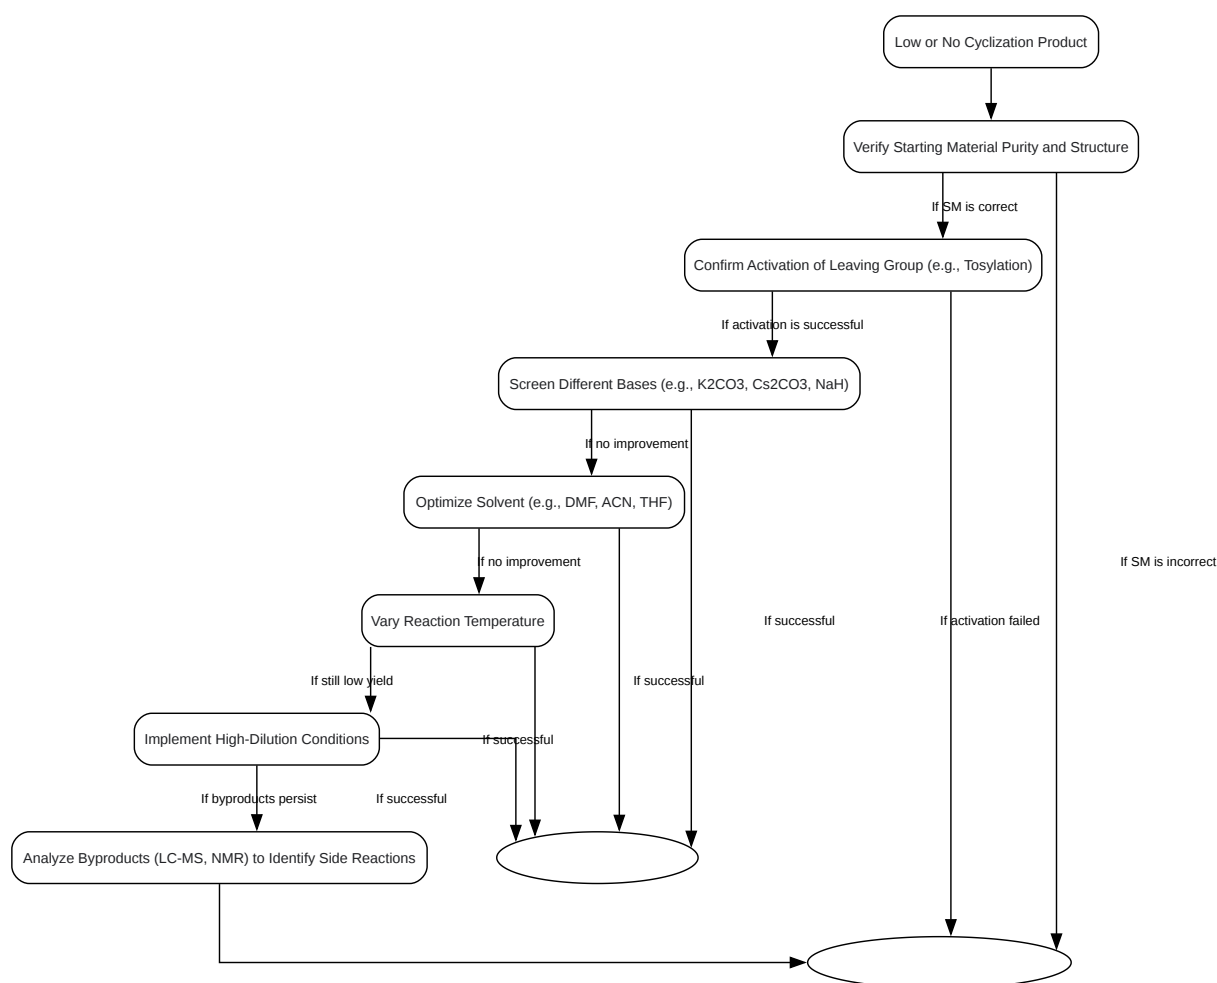 Low or No Cyclization Product
Verify Starting Material Purity and Structure
If SM is correct
Confirm Activation of Leaving Group (e.g., Tosylation)
If activation is successful
Screen Different Bases (e.g., K2CO3, Cs2CO3, NaH)
If no improvement
Optimize Solvent (e.g., DMF, ACN, THF)
If no improvement
If SM is incorrect
Vary Reaction Temperature
If successful
If activation failed
If still low yield
If successful
Implement High-Dilution Conditions
If successful
If byproducts persist
If successful
Analyze Byproducts (LC-MS, NMR) to Identify Side Reactions